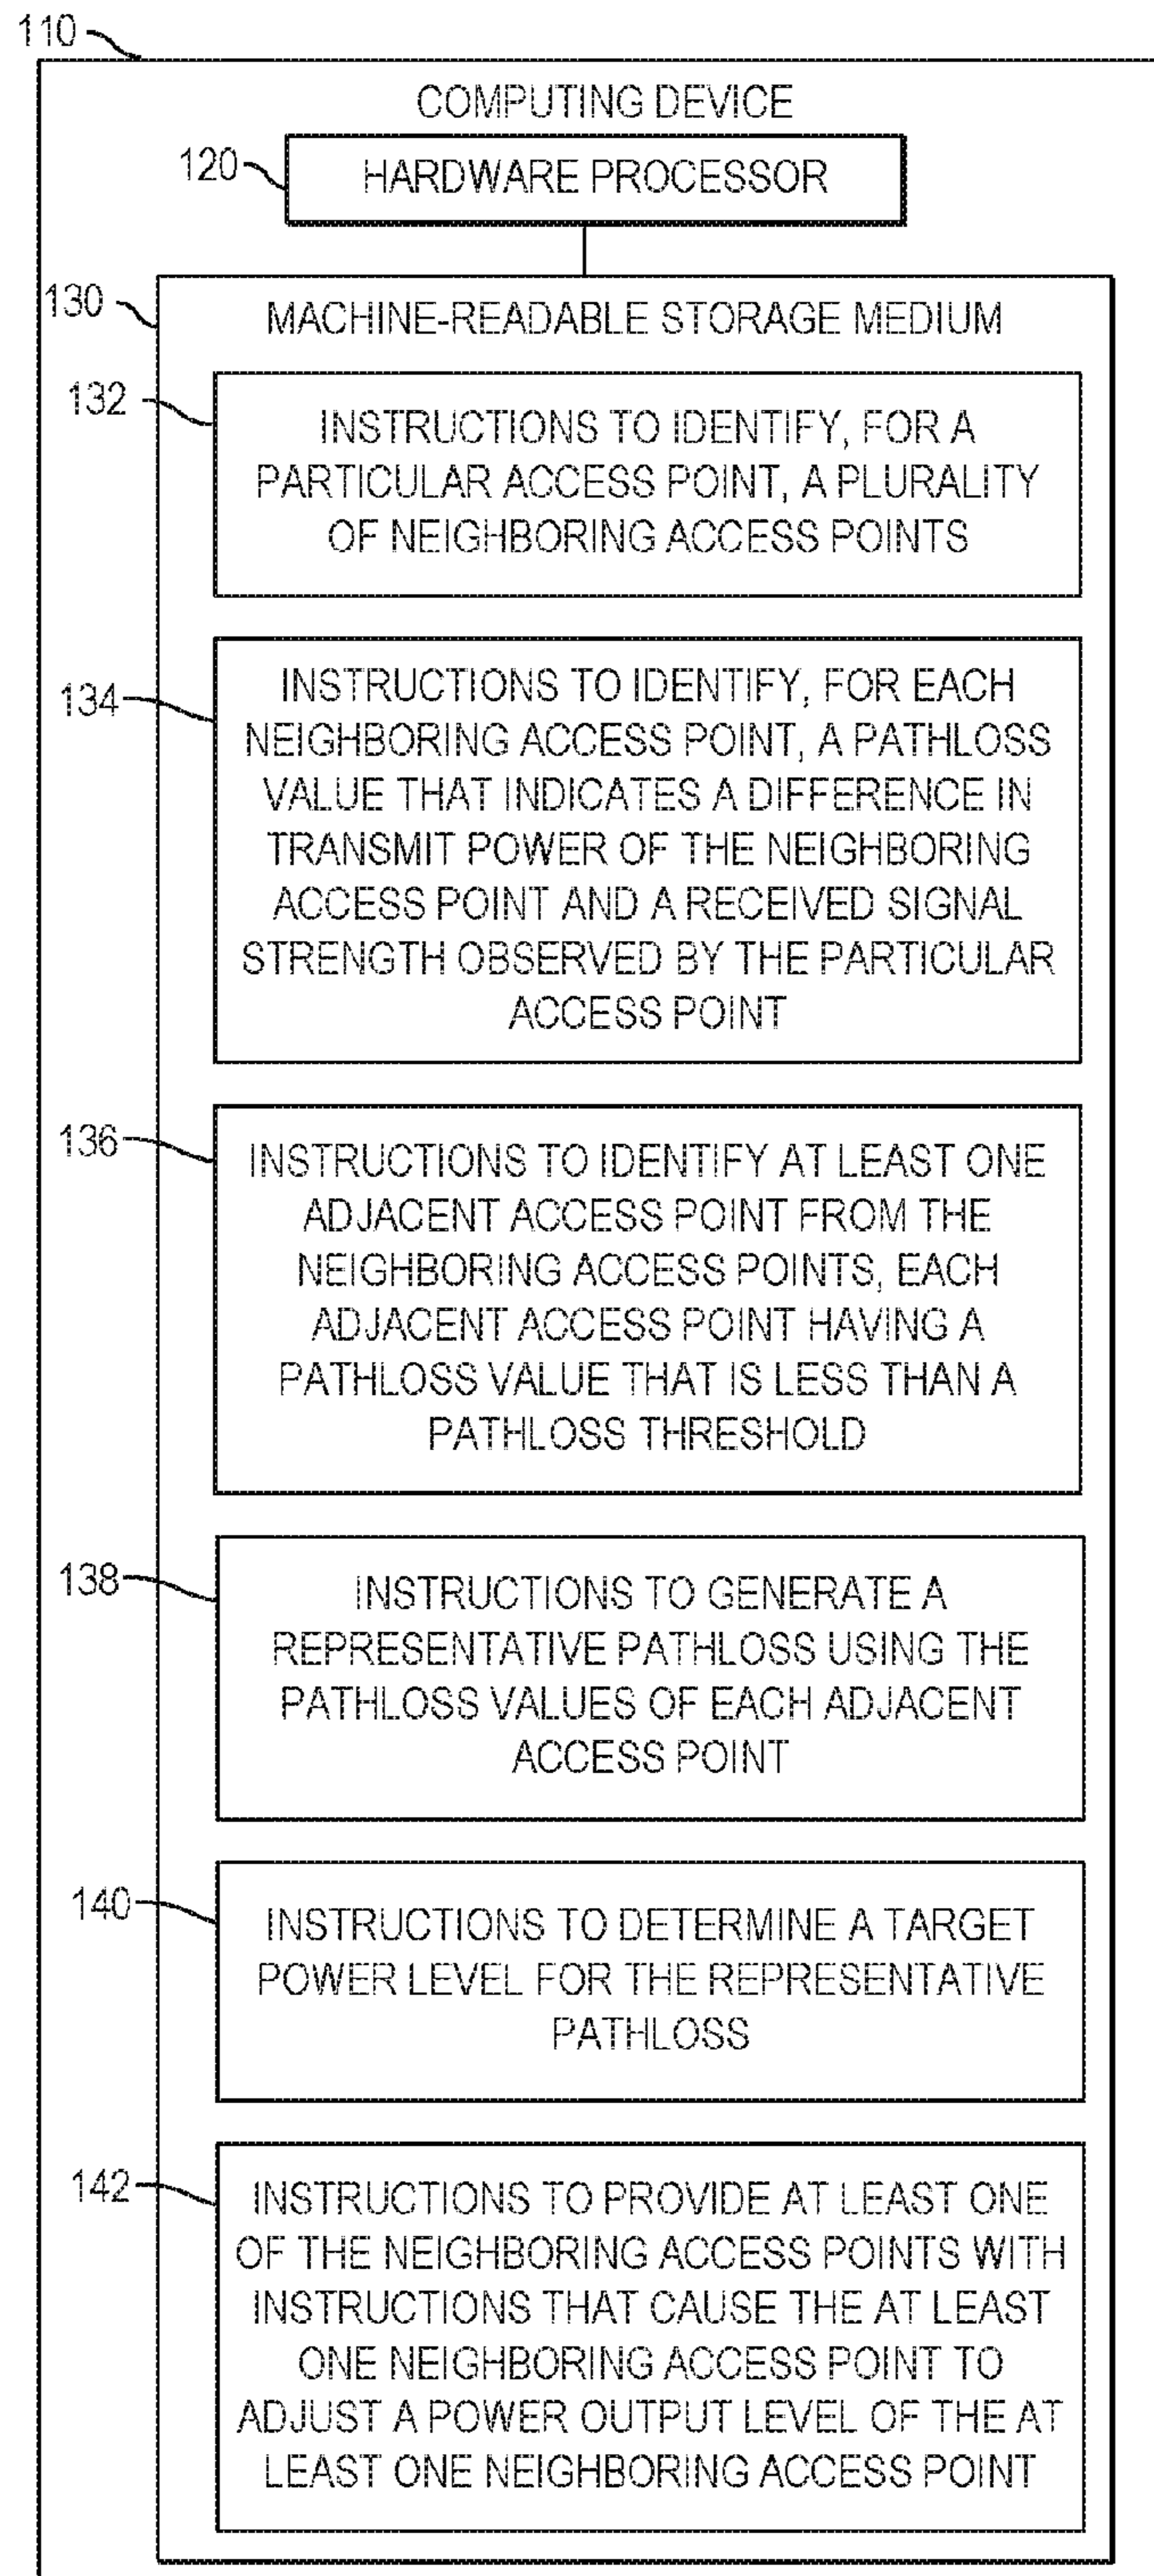 110
COMPUTING DEVICE
120
HARDWARE PROCESSOR
130
MACHINE-READABLE STORAGE MEDIUM
132
INSTRUCTIONS TO IDENTIFY, FOR A
PARTICULAR ACCESS POINT, A PLURALITY
OF NEIGHBORING ACCESS POINTS
134
INSTRUCTIONS TO IDENTIFY, FOR EACH
NEIGHBORING ACCESS POINT, A PATHLOSS
VALUE THAT INDICATES A DIFFERENCE IN
TRANSMIT POWER OF THE NEIGHBORING
ACCESS POINT AND A RECEIVED SIGNAL
STRENGTH OBSERVED BY THE PARTICULAR
ACCESS POINT
136
INSTRUCTIONS TO IDENTIFY AT LEAST ONE
ADJACENT ACCESS POINT FROM THE
NEIGHBORING ACCESS POINTS, EACH
ADJACENT ACCESS POINT HAVING A
PATHLOSS VALUE THAT IS LESS THAN A
PATHLOSS THRESHOLD
138
INSTRUCTIONS TO GENERATE A
REPRESENTATIVE PATHLOSS USING THE
PATHLOSS VALUES OF EACH ADJACENT
ACCESS POINT
140
INSTRUCTIONS TO DETERMINE A TARGET
POWER LEVEL FOR THE REPRESENTATIVE
PATHLOSS
142
INSTRUCTIONS TO PROVIDE AT LEAST ONE
OF THE NEIGHBORING ACCESS POINTS WITH
INSTRUCTIONS THAT CAUSE THE AT LEAST
ONE NEIGHBORING ACCESS POINT TO
ADJUST A POWER OUTPUT LEVEL OF THE AT
LEAST ONE NEIGHBORING ACCESS POINT